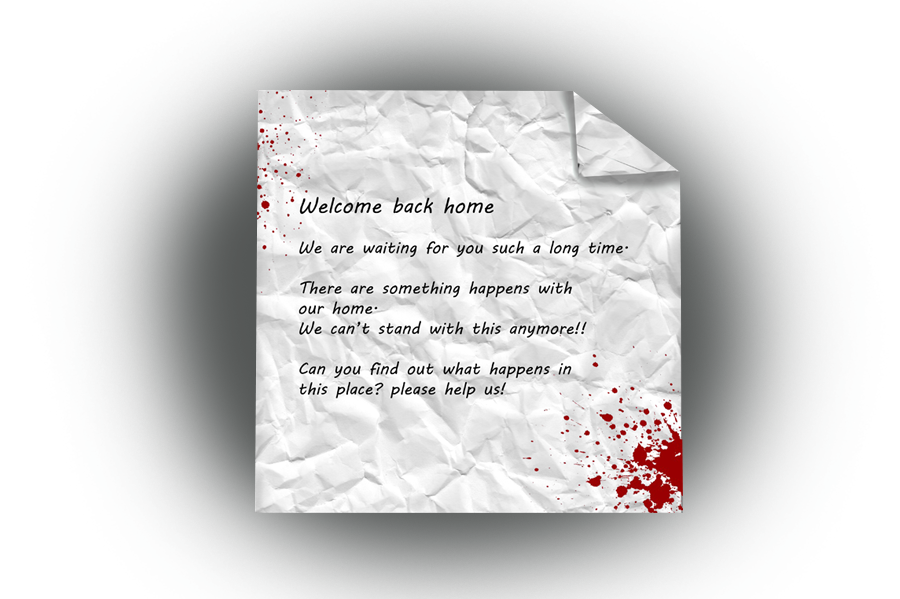 Welcome back home
We are waiting for you such a long time.
There are something happens with
our home.
We can't stand with this anymore!!
Can you find out what happens in
this place? please help us!